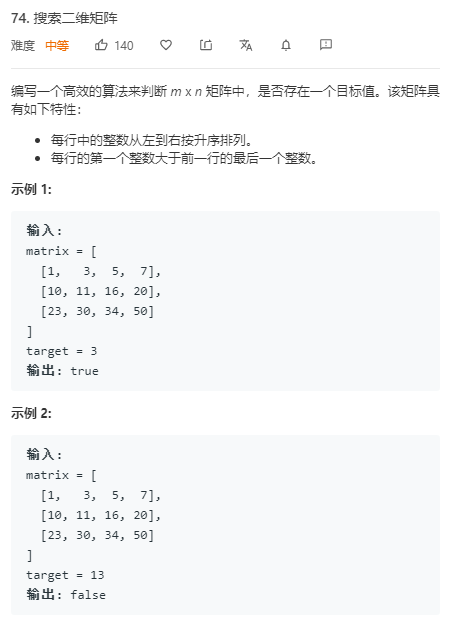 74. 搜索二维矩阵
难度 中等 140
编写一个高效的算法来判断 m x n 矩阵中，是否存在一个目标值。该矩阵具
有如下特性：
每行中的整数从左到右按升序排列。
每行的第一个整数大于前一行的最后一个整数。
示例 1:
输入:
matrix = [
[1, 3, 5, 7],
[10, 11, 16, 20],
[23, 30, 34, 50]
]
target = 3
输出: true
示例 2:
输入:
matrix = [
[1, 3, 5, 7],
[10, 11, 16, 20],
[23, 30, 34, 50]
]
target = 13
输出: false